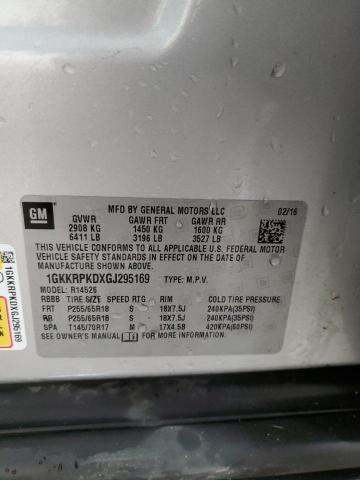 GM
MFD BY GENERAL MOTORS LLC
02/16
GVWR GAWR FRT GAWR RR
2908 KG 1450 KG 1600 KG
6411 LB 3196 LB 3527 LB
THIS VEHICLE CONFORMS TO ALL APPLICABLE U.S. FEDERAL MOTOR
VEHICLE SAFETY STANDARDS IN EFFECT ON THE DATE OF
MANUFACTURE SHOWN ABOVE.
1GKKRPKDXGJ295169 TYPE: M.P.V.
MODEL: R14526
RBBB TIRE SIZE SPEED RTG RIM COLD TIRE PRESSURE
FRT P255/65R18 S 18X7.5J 240KPA(35PSI)
RR P255/65R18 S 18X7.5J 240KPA(35PSI)
SPA T145/70R17 17X4.5B 420KPA(60PSI)
SEE OWNER'S MANUAL FOR MORE INFORMATION.
1GKKRPKDXGJ295169